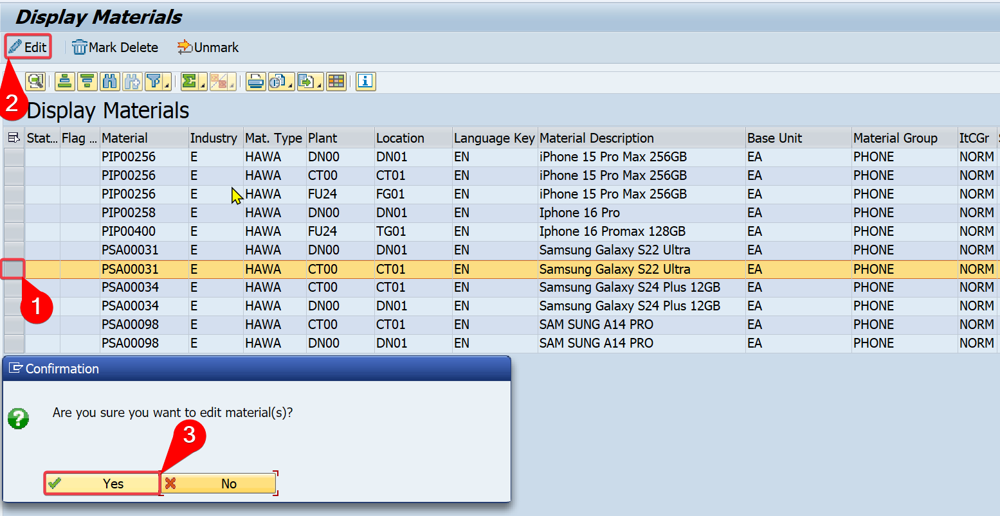 Display Materials
Edit Mark Delete Unmark
2
Display Materials
Stat... Flag ... Material Industry Mat. Type Plant Location Language Key Material Description Base Unit Material Group ItCGr
PIP00256 E HAWA DN00 DN01 EN iPhone 15 Pro Max 256GB EA PHONE NORM
PIP00256 E HAWA CT00 CT01 EN iPhone 15 Pro Max 256GB EA PHONE NORM
PIP00256 E HAWA FU24 FG01 EN iPhone 15 Pro Max 256GB EA PHONE NORM
PIP00258 E HAWA DN00 DN01 EN Iphone 16 Pro EA PHONE NORM
PIP00400 E HAWA FU24 TG01 EN Iphone 16 Promax 128GB EA PHONE NORM
PSA00031 E HAWA DN00 DN01 EN Samsung Galaxy S22 Ultra EA PHONE NORM
PSA00031 E HAWA CT00 CT01 EN Samsung Galaxy S22 Ultra EA PHONE NORM
PSA00034 E HAWA CT00 CT01 EN Samsung Galaxy S24 Plus 12GB EA PHONE NORM
1
PSA00034 E HAWA DN00 DN01 EN Samsung Galaxy S24 Plus 12GB EA PHONE NORM
PSA00098 E HAWA CT00 CT01 EN SAM SUNG A14 PRO EA PHONE NORM
PSA00098 E HAWA DN00 DN01 EN SAM SUNG A14 PRO EA PHONE NORM
Confirmation
Are you sure you want to edit material(s)?
3
Yes No